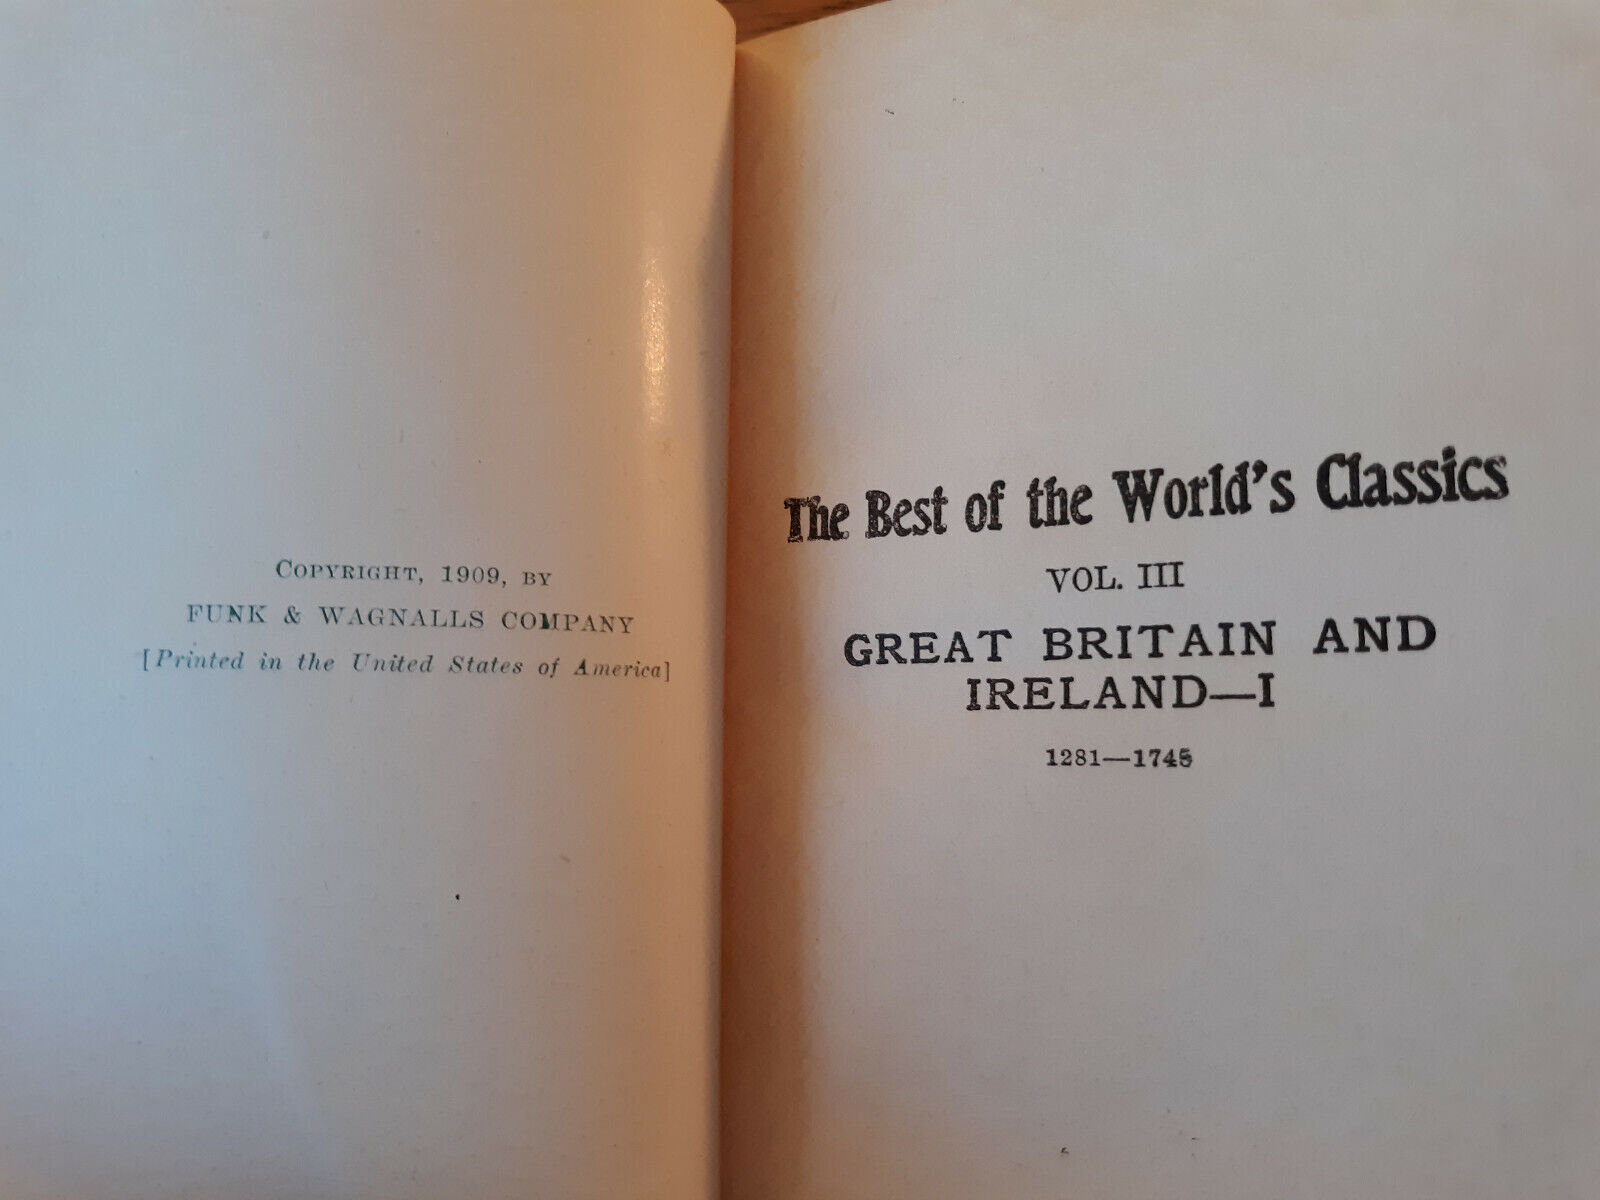 COPYRIGHT, 1909, BY
FUNK & WAGNALLS COMPANY
[Printed in the United States of America]
The Best of the World's Classics
VOL. III
GREAT BRITAIN AND
IRELAND—I
1281—1745